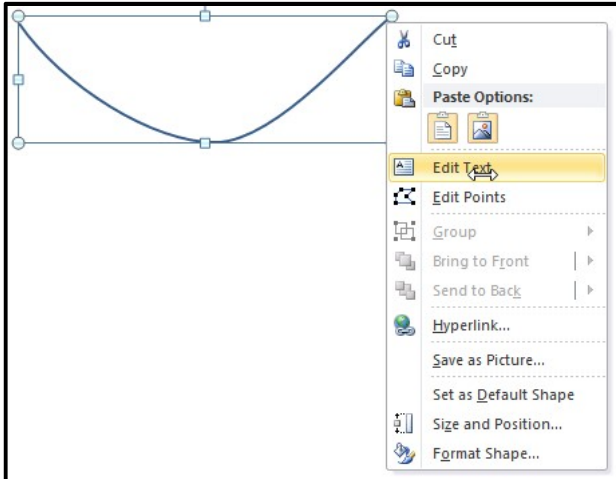 Cut
Copy
Paste Options:
Edit Text
Edit Points
Group
Bring to Front
Send to Back
Hyperlink...
Save as Picture...
Set as Default Shape
Size and Position...
Format Shape...